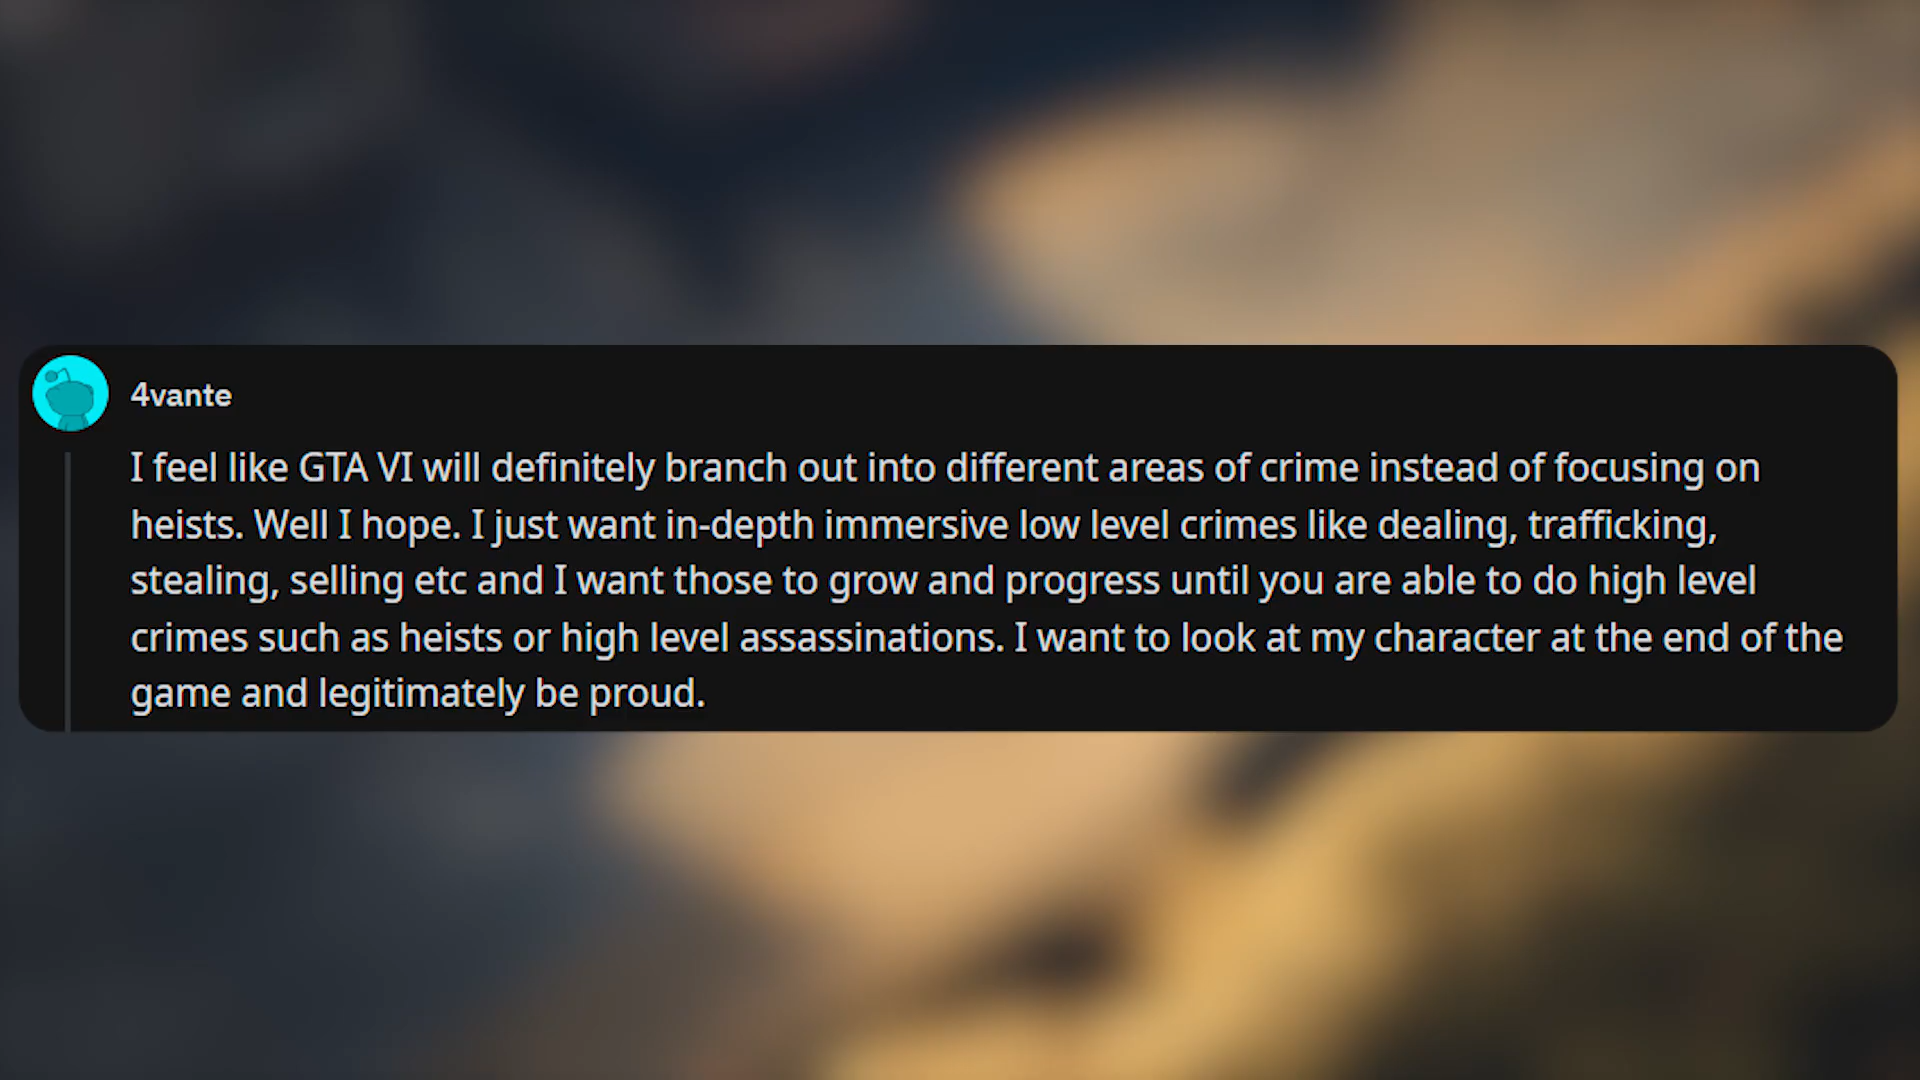 4vante
I feel like GTA VI will definitely branch out into different areas of crime instead of focusing on
heists. Well I hope. I just want in-depth immersive low level crimes like dealing, trafficking,
stealing, selling etc and I want those to grow and progress until you are able to do high level
crimes such as heists or high level assassinations. I want to look at my character at the end of the
game and legitimately be proud.